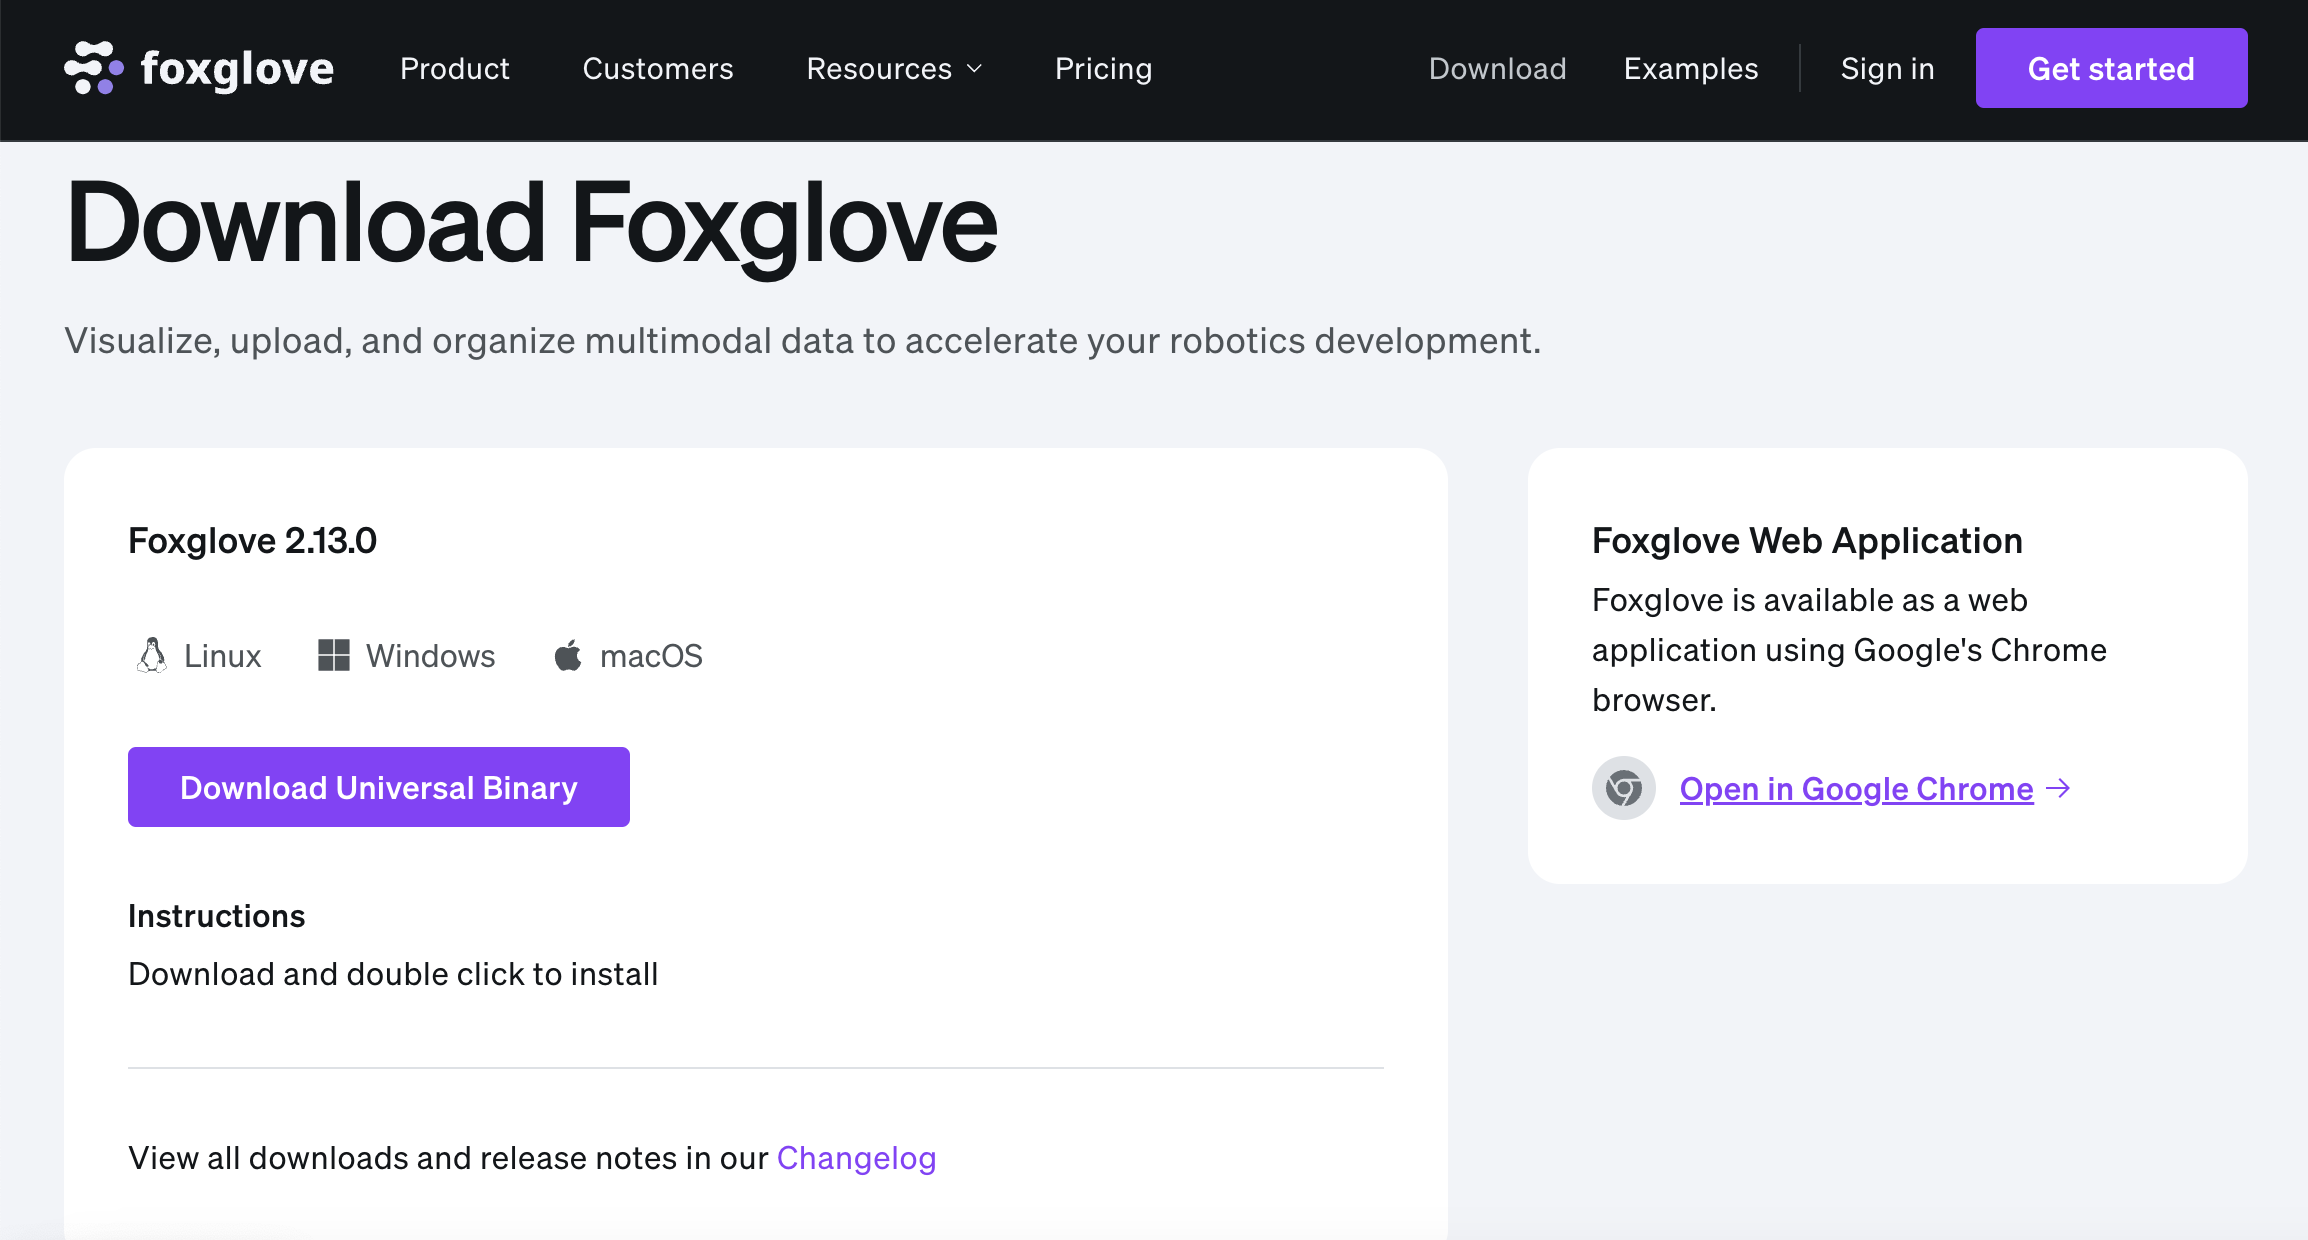 foxglove Product Customers Resources Pricing Download Examples Sign in Get started
Download Foxglove
Visualize, upload, and organize multimodal data to accelerate your robotics development.
Foxglove 2.13.0
Linux Windows macOS
Download Universal Binary
Instructions
Download and double click to install
View all downloads and release notes in our Changelog
Foxglove Web Application
Foxglove is available as a web
application using Google's Chrome
browser.
Open in Google Chrome →